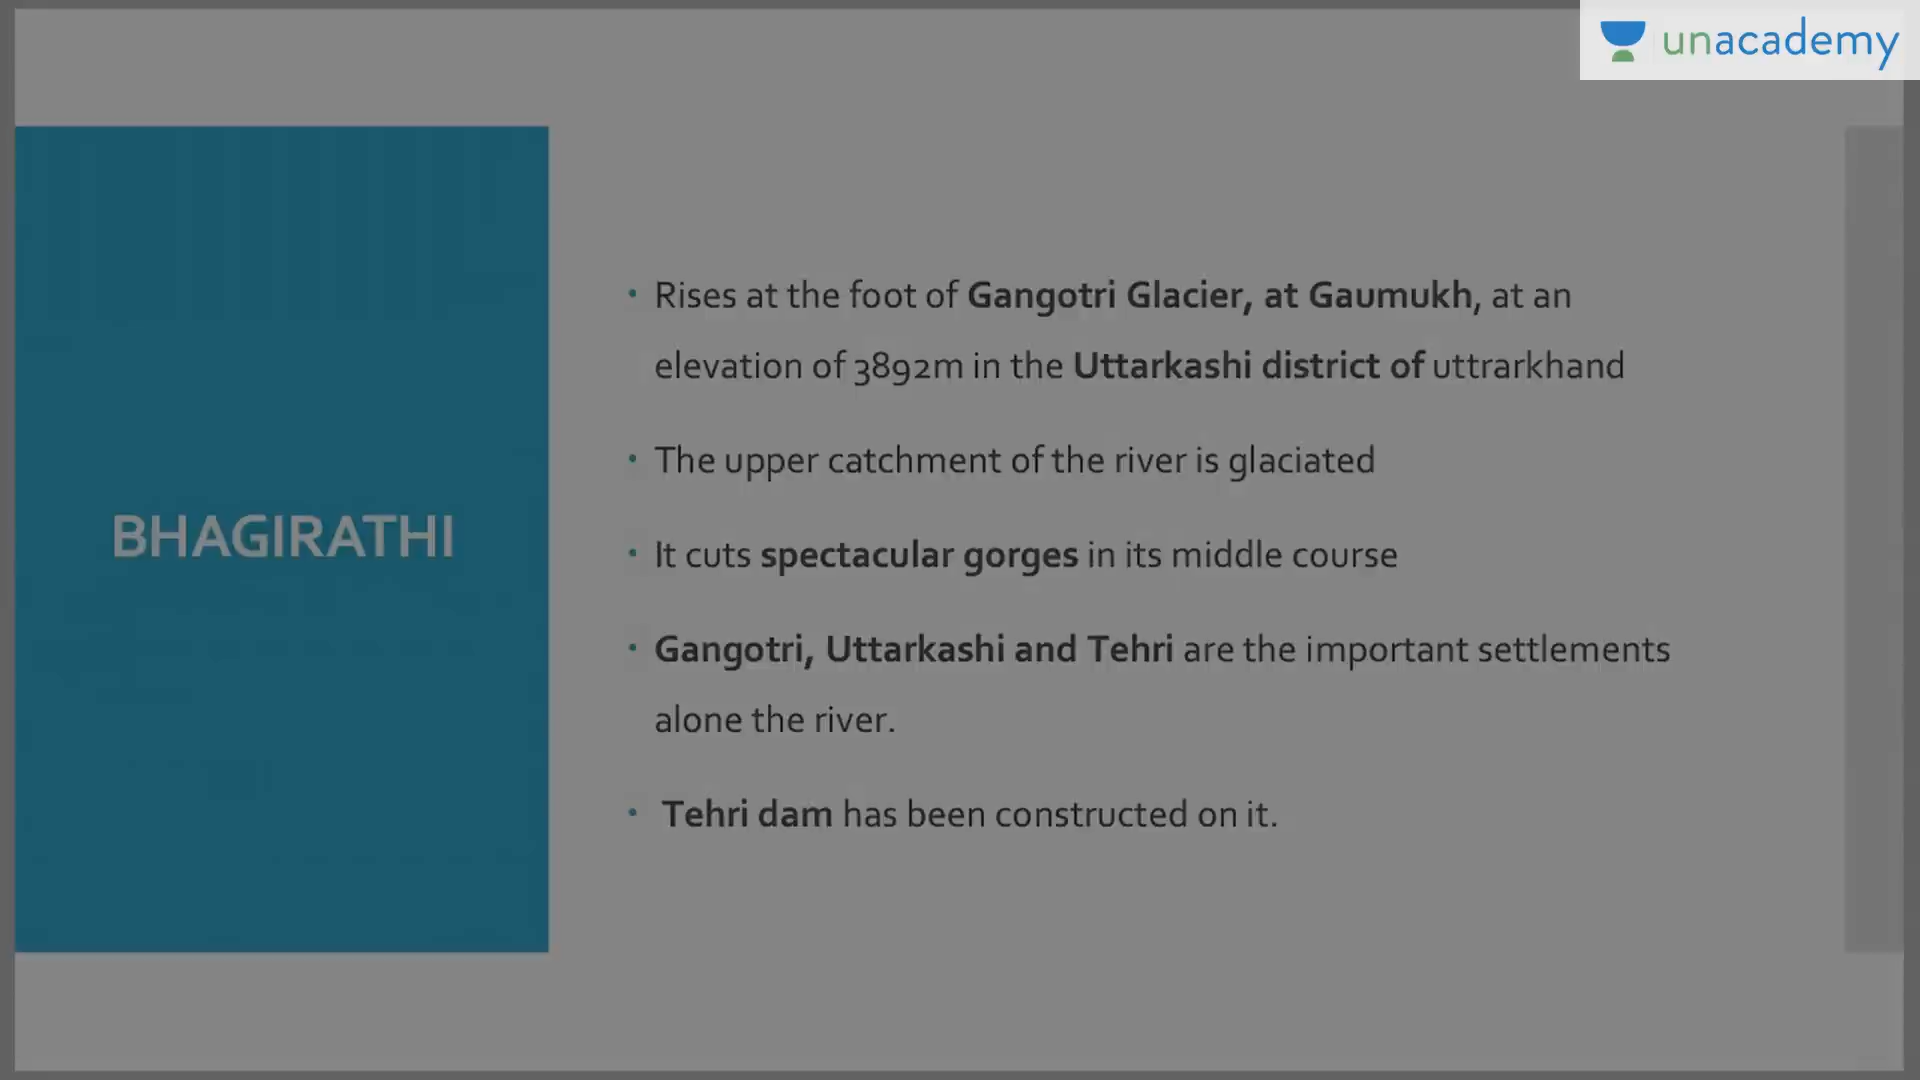 unacademy
BHAGIRATHI
• Rises at the foot of Gangotri Glacier, at Gaumukh, at an
elevation of 3892m in the Uttarkashi district of uttrarkhand
• The upper catchment of the river is glaciated
• It cuts spectacular gorges in its middle course
• Gangotri, Uttarkashi and Tehri are the important settlements
alone the river.
• Tehri dam has been constructed on it.